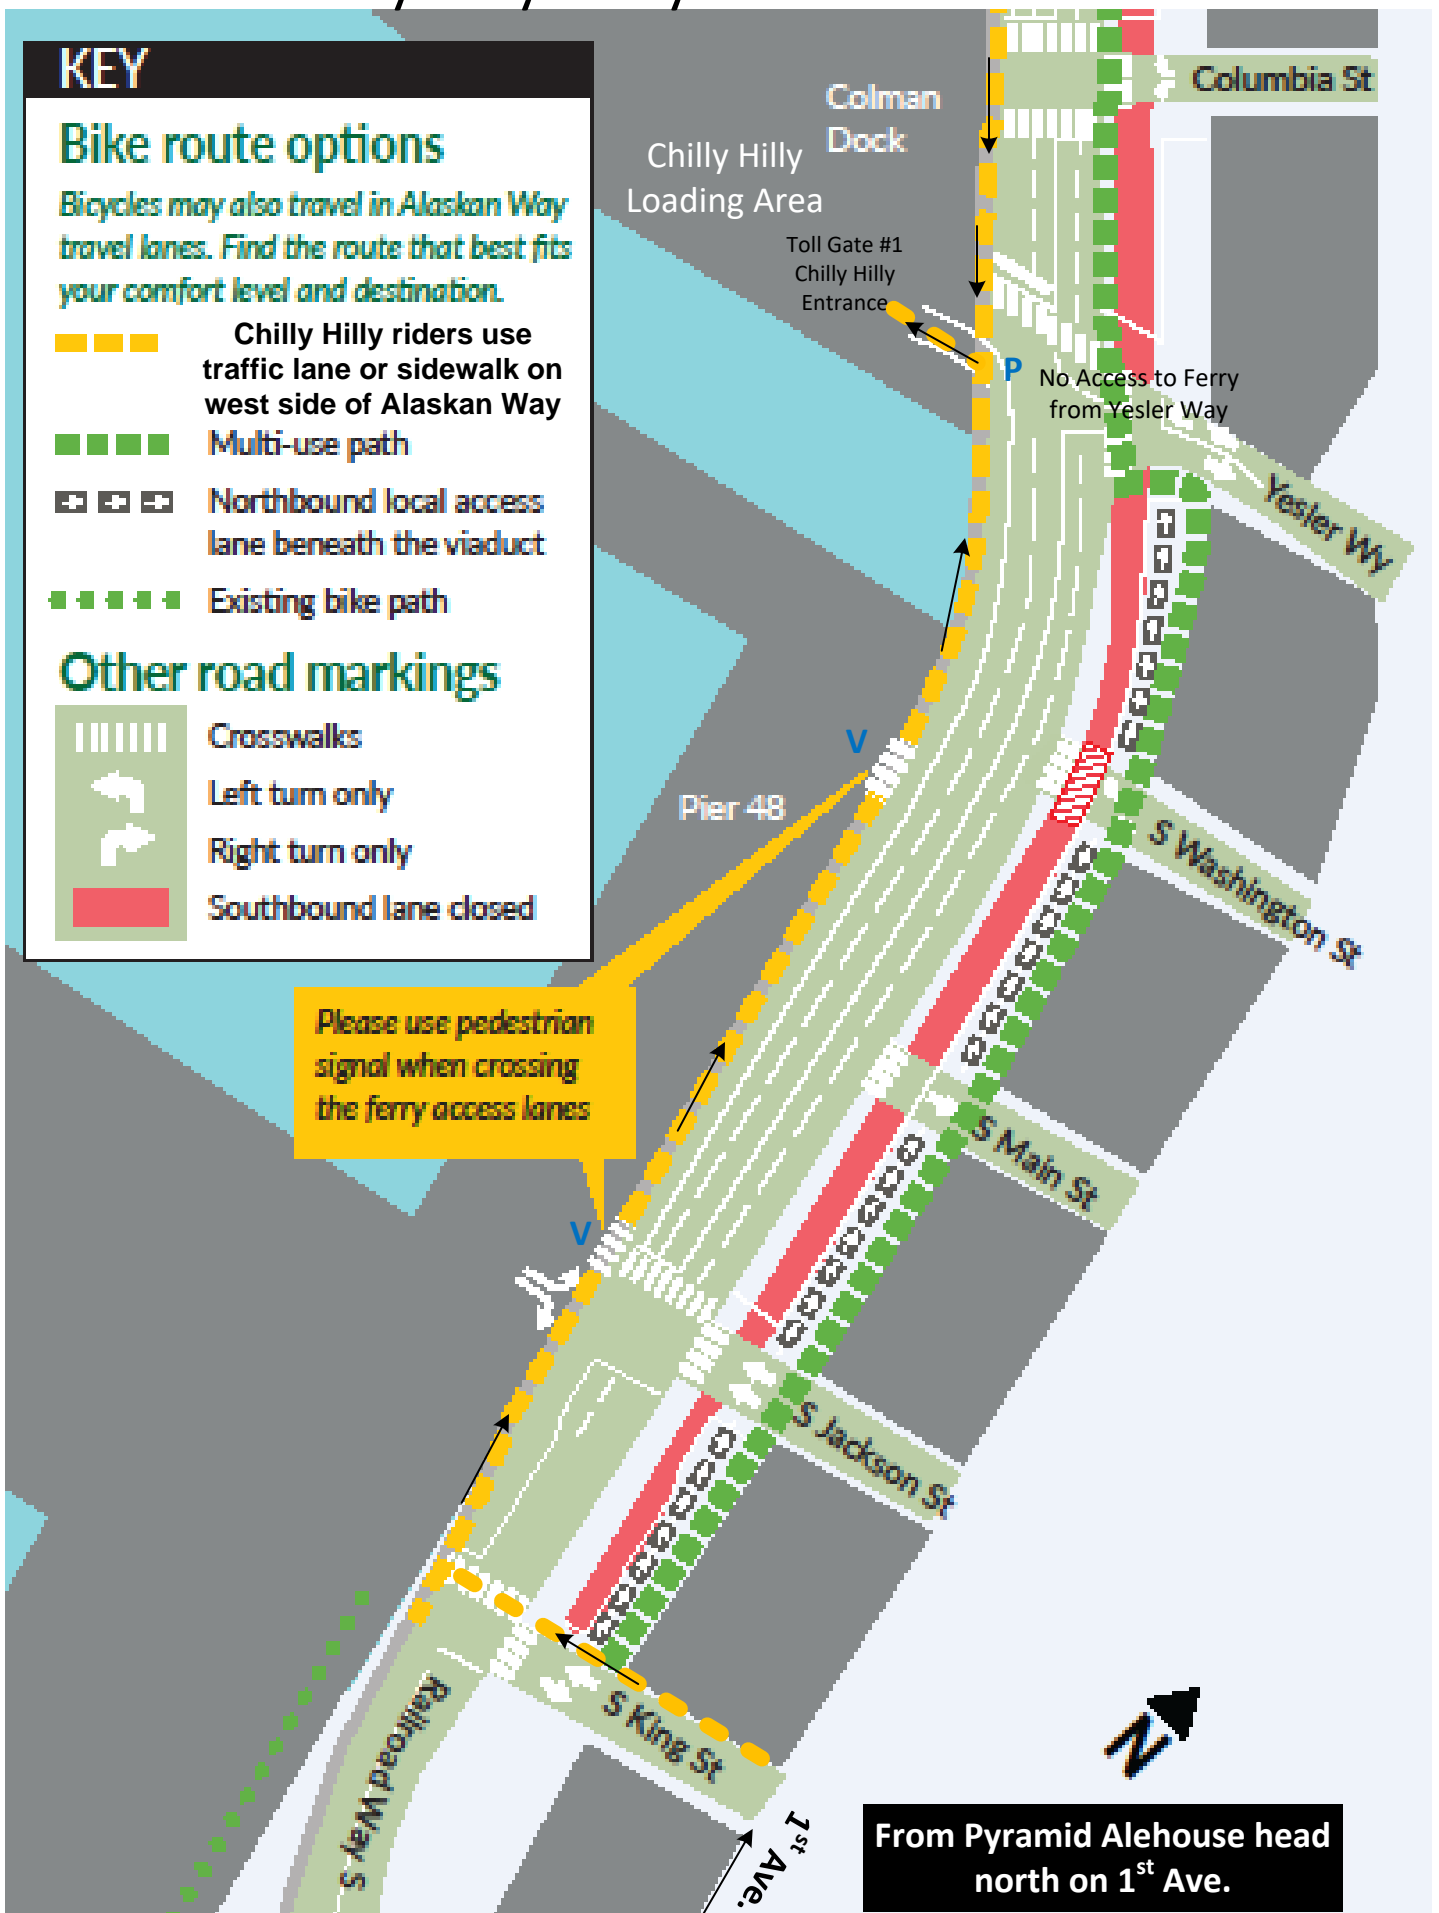 KEY
Bike route options
Bicycles may also travel in Alaskan Way
travel lanes. Find the route that best fits
your comfort level and destination.
Chilly Hilly riders use
traffic lane or sidewalk on
west side of Alaskan Way
Multi-use path
Northbound local access
lane beneath the viaduct
Existing bike path
Other road markings
Crosswalks
Left turn only
Right turn only
Southbound lane closed
Colman
Dock
Columbia St
Chilly Hilly
Loading Area
Toll Gate #1
Chilly Hilly
Entrance
P
No Access to Ferry
from Yesler Way
Yesler Wy
V
Pier 48
S Washington St
Please use pedestrian
signal when crossing
the ferry access lanes
S Main St
V
S Jackson St
S King St
Railroad Way S
N
1st Ave.
From Pyramid Alehouse head
north on 1st Ave.